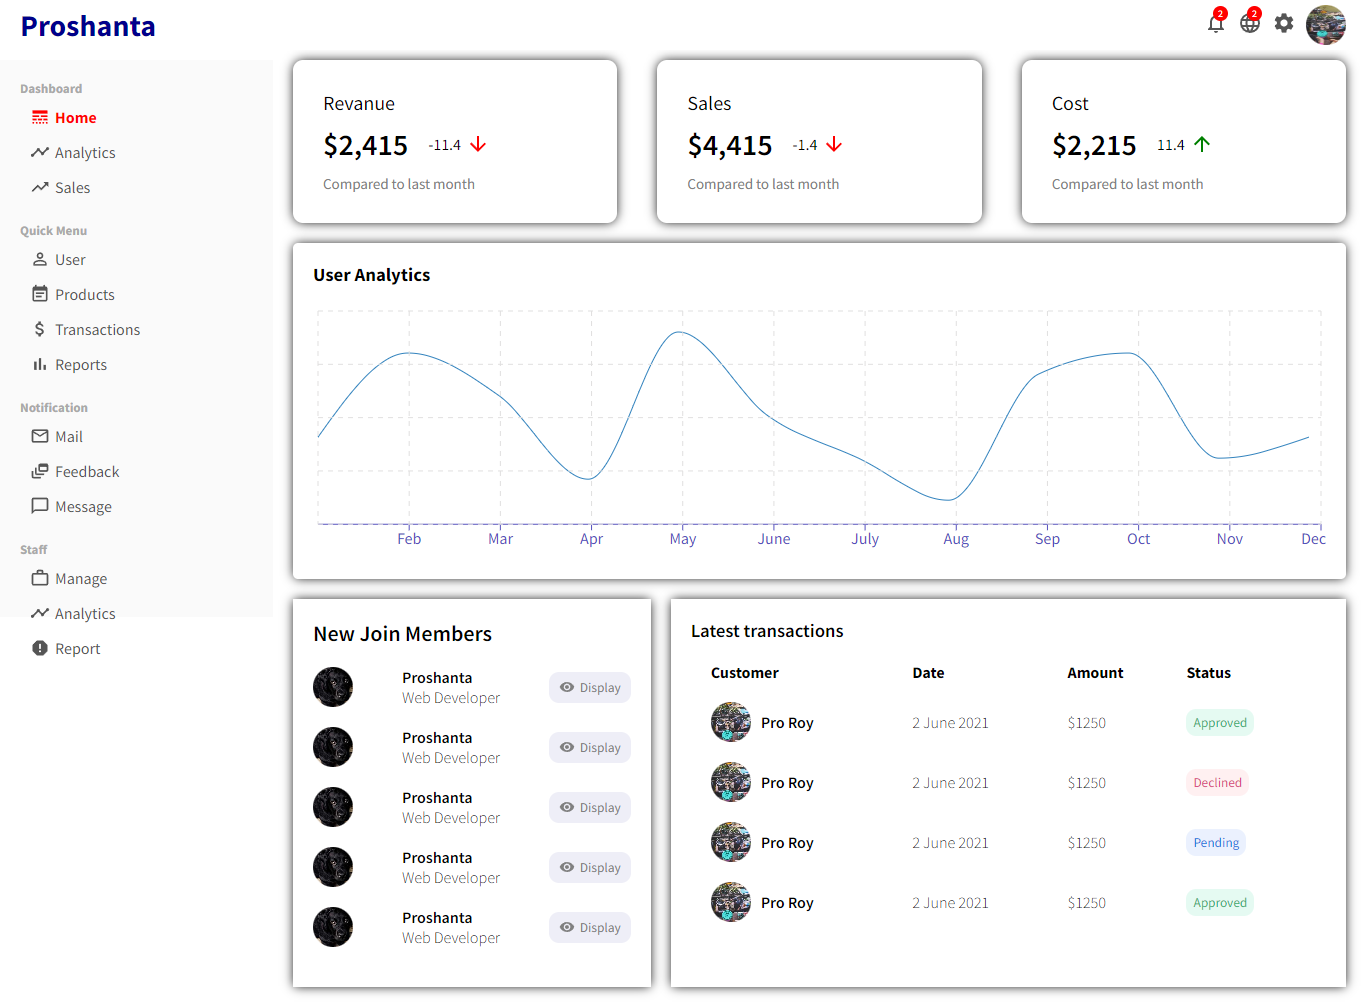 Proshanta
2
2
Dashboard
Home
Analytics
Sales
Quick Menu
User
Products
Transactions
Reports
Notification
Mail
Feedback
Message
Staff
Manage
Analytics
Report
Revanue
$2,415 -11.4
Compared to last month
Sales
$4,415 -1.4
Compared to last month
Cost
$2,215 11.4
Compared to last month
User Analytics
Feb Mar Apr May June July Aug Sep Oct Nov Dec
New Join Members
Proshanta
Web Developer
Display
Proshanta
Web Developer
Display
Proshanta
Web Developer
Display
Proshanta
Web Developer
Display
Proshanta
Web Developer
Display
Latest transactions
Customer Date Amount Status
Pro Roy 2 June 2021 $1250 Approved
Pro Roy 2 June 2021 $1250 Declined
Pro Roy 2 June 2021 $1250 Pending
Pro Roy 2 June 2021 $1250 Approved